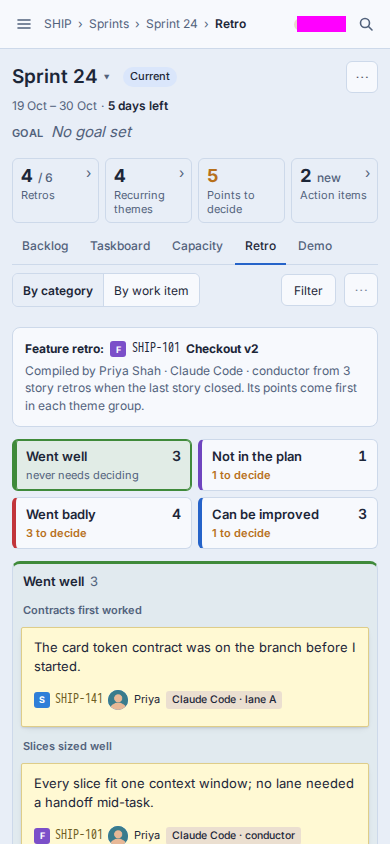 SHIP › Sprints › Sprint 24 › Retro
Sprint 24 ▾ Current ...
19 Oct – 30 Oct · 5 days left
GOAL No goal set
4 / 6 ›
Retros
4 ›
Recurring
themes
5
Points to
decide
2 new ›
Action items
Backlog Taskboard Capacity Retro Demo
By category By work item Filter ...
Feature retro: F SHIP-101 Checkout v2
Compiled by Priya Shah · Claude Code · conductor from 3
story retros when the last story closed. Its points come first
in each theme group.
Went well 3
never needs deciding
Not in the plan 1
1 to decide
Went badly 4
3 to decide
Can be improved 3
1 to decide
Went well 3
Contracts first worked
The card token contract was on the branch before I
started.
S SHIP-141 Priya Claude Code · lane A
Slices sized well
Every slice fit one context window; no lane needed
a handoff mid-task.
F SHIP-101 Priya Claude Code · conductor